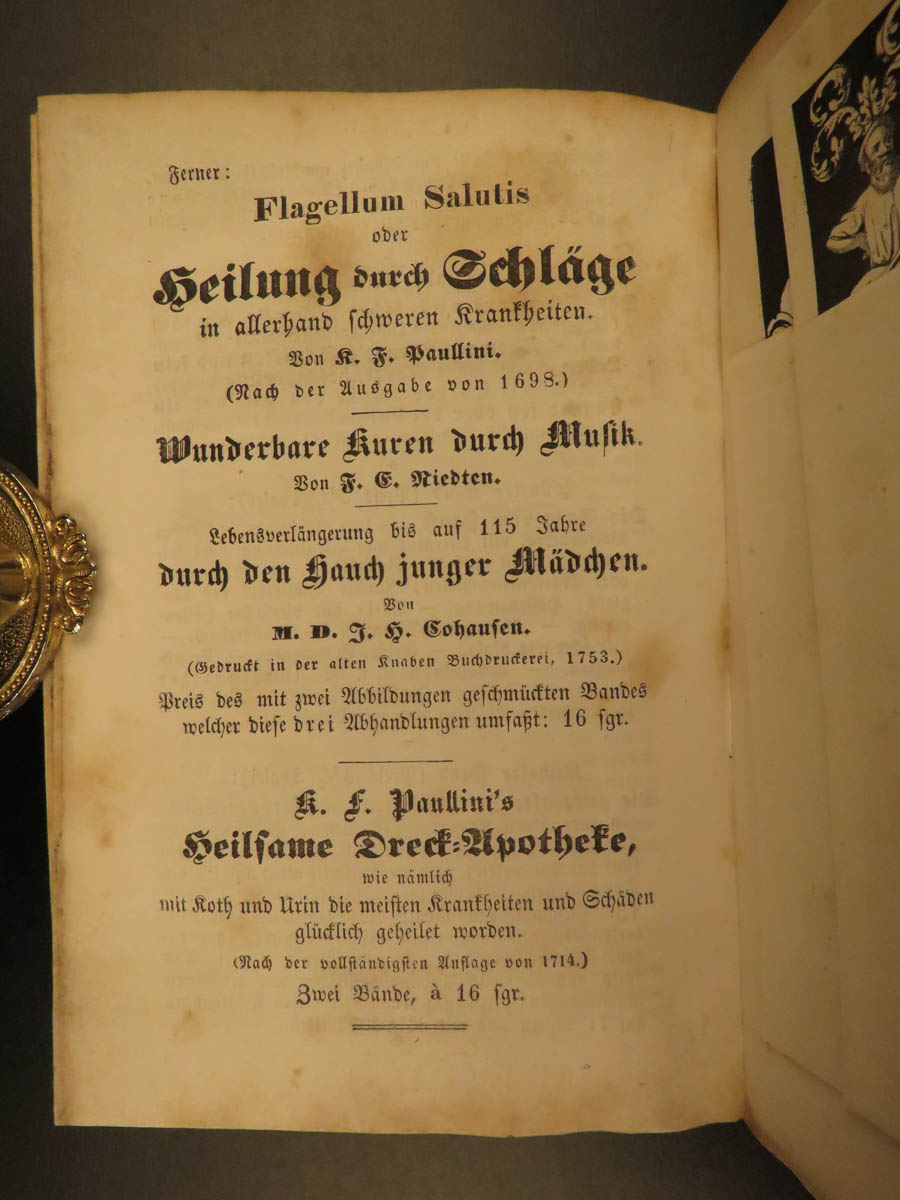 Ferner:
Flagellum Salutis
oder
Heilung durch Schläge
in allerhand ſchweren Krankheiten.
Von K. F. Paullini.
(Nach der Ausgabe von 1698.)
Wunderbare Kuren durch Muſik.
Von F. E. Niedten.
Lebensverlängerung bis auf 115 Jahre
durch den Hauch junger Mädchen.
Von
M. D. J. H. Cohauſen.
(Gedruckt in der alten Knaben Buchdruckerei, 1753.)
Preis des mit zwei Abbildungen geſchmückten Bandes
welcher dieſe drei Abhandlungen umfaßt: 16 ſgr.
K. F. Paullini's
Heilſame Dreck⸗Apotheke,
wie nämlich
mit Koth und Urin die meiſten Krankheiten und Schäden
glücklich geheilet worden.
(Nach der vollſtändigſten Auflage von 1714.)
Zwei Bände, à 16 ſgr.